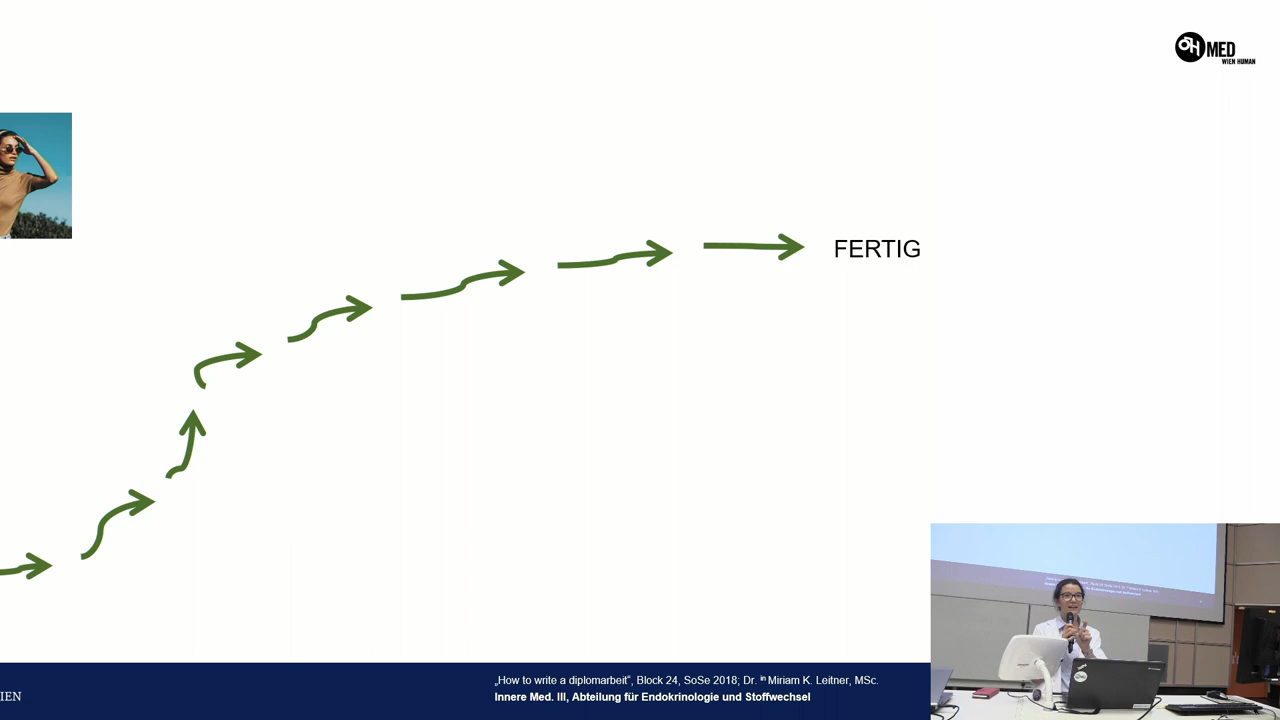 ÖH MED
WIEN HUMAN
FERTIG
IEN
„How to write a diplomarbeit”, Block 24, SoSe 2018; Dr. in Miriam K. Leitner, MSc.
Innere Med. III, Abteilung für Endokrinologie und Stoffwechsel